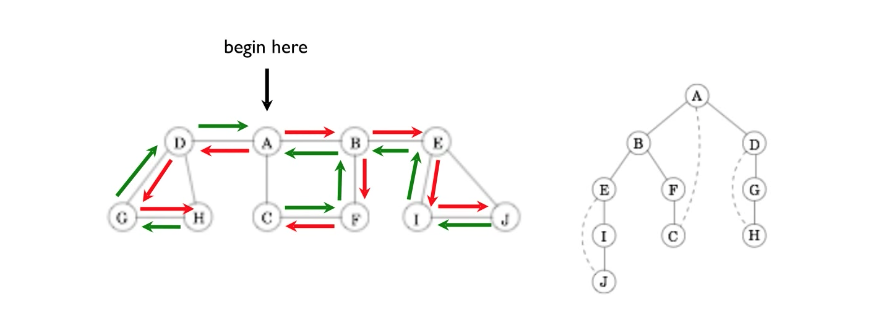 begin here
A
D A B E
B D
E F G
G H C F I J
I C H
J